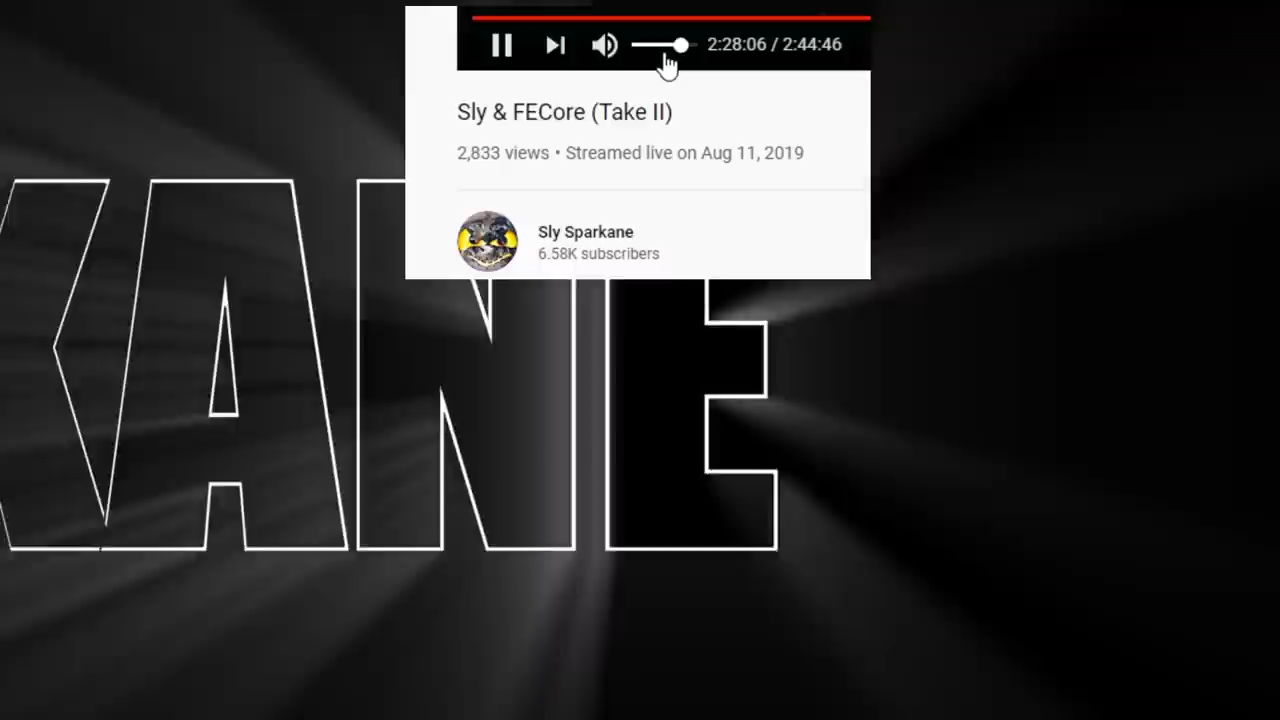 2:28:06 / 2:44:46
Sly & FECore (Take II)
2,833 views • Streamed live on Aug 11, 2019
Sly Sparkane
6.58K subscribers
KANE